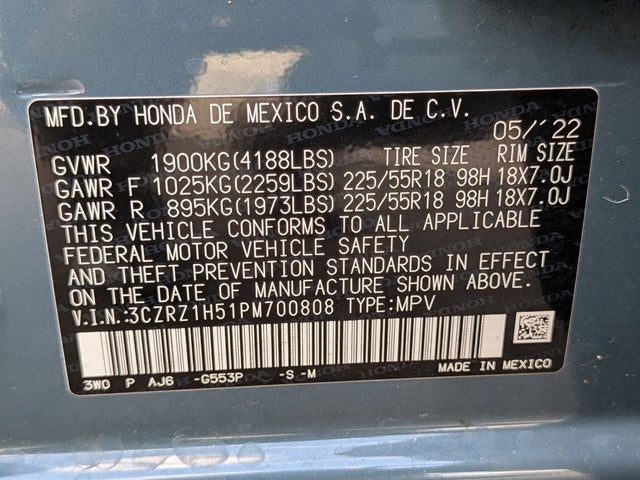 MFD.BY HONDA DE MEXICO S.A. DE C.V.
05/'22
GVWR 1900KG(4188LBS) TIRE SIZE RIM SIZE
GAWR F 1025KG(2259LBS) 225/55R18 98H 18X7.0J
GAWR R 895KG(1973LBS) 225/55R18 98H 18X7.0J
THIS VEHICLE CONFORMS TO ALL APPLICABLE
FEDERAL MOTOR VEHICLE SAFETY
AND THEFT PREVENTION STANDARDS IN EFFECT
ON THE DATE OF MANUFACTURE SHOWN ABOVE.
V.I.N.:3CZRZ1H51PM700808 TYPE:MPV
3WO P AJ6 -G553P -S-M
MADE IN MEXICO